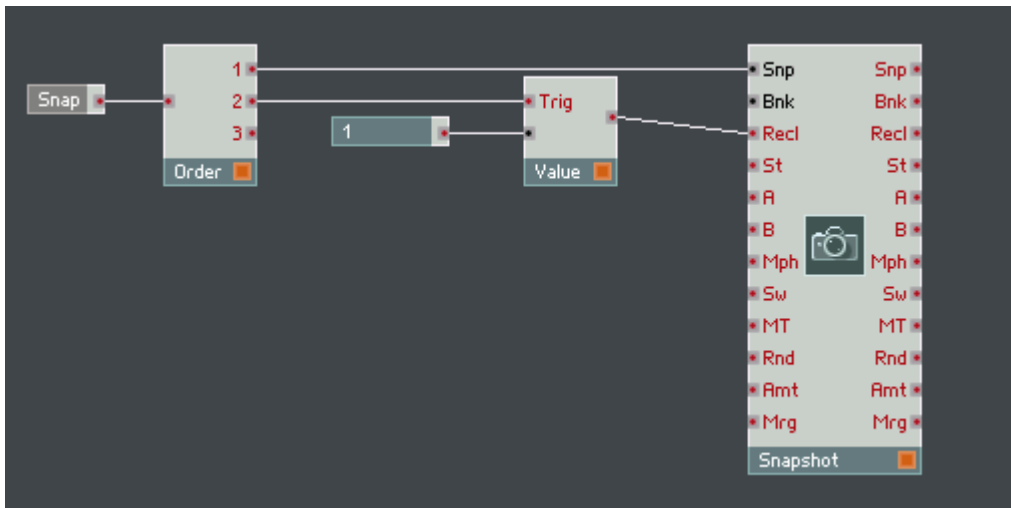 Snap
1
2
3
Order
1
Trig
Value
Snp Snp
Bnk Bnk
Recl Recl
St St
A A
B B
Mph Mph
Sw Sw
MT MT
Rnd Rnd
Amt Amt
Mrg Mrg
Snapshot